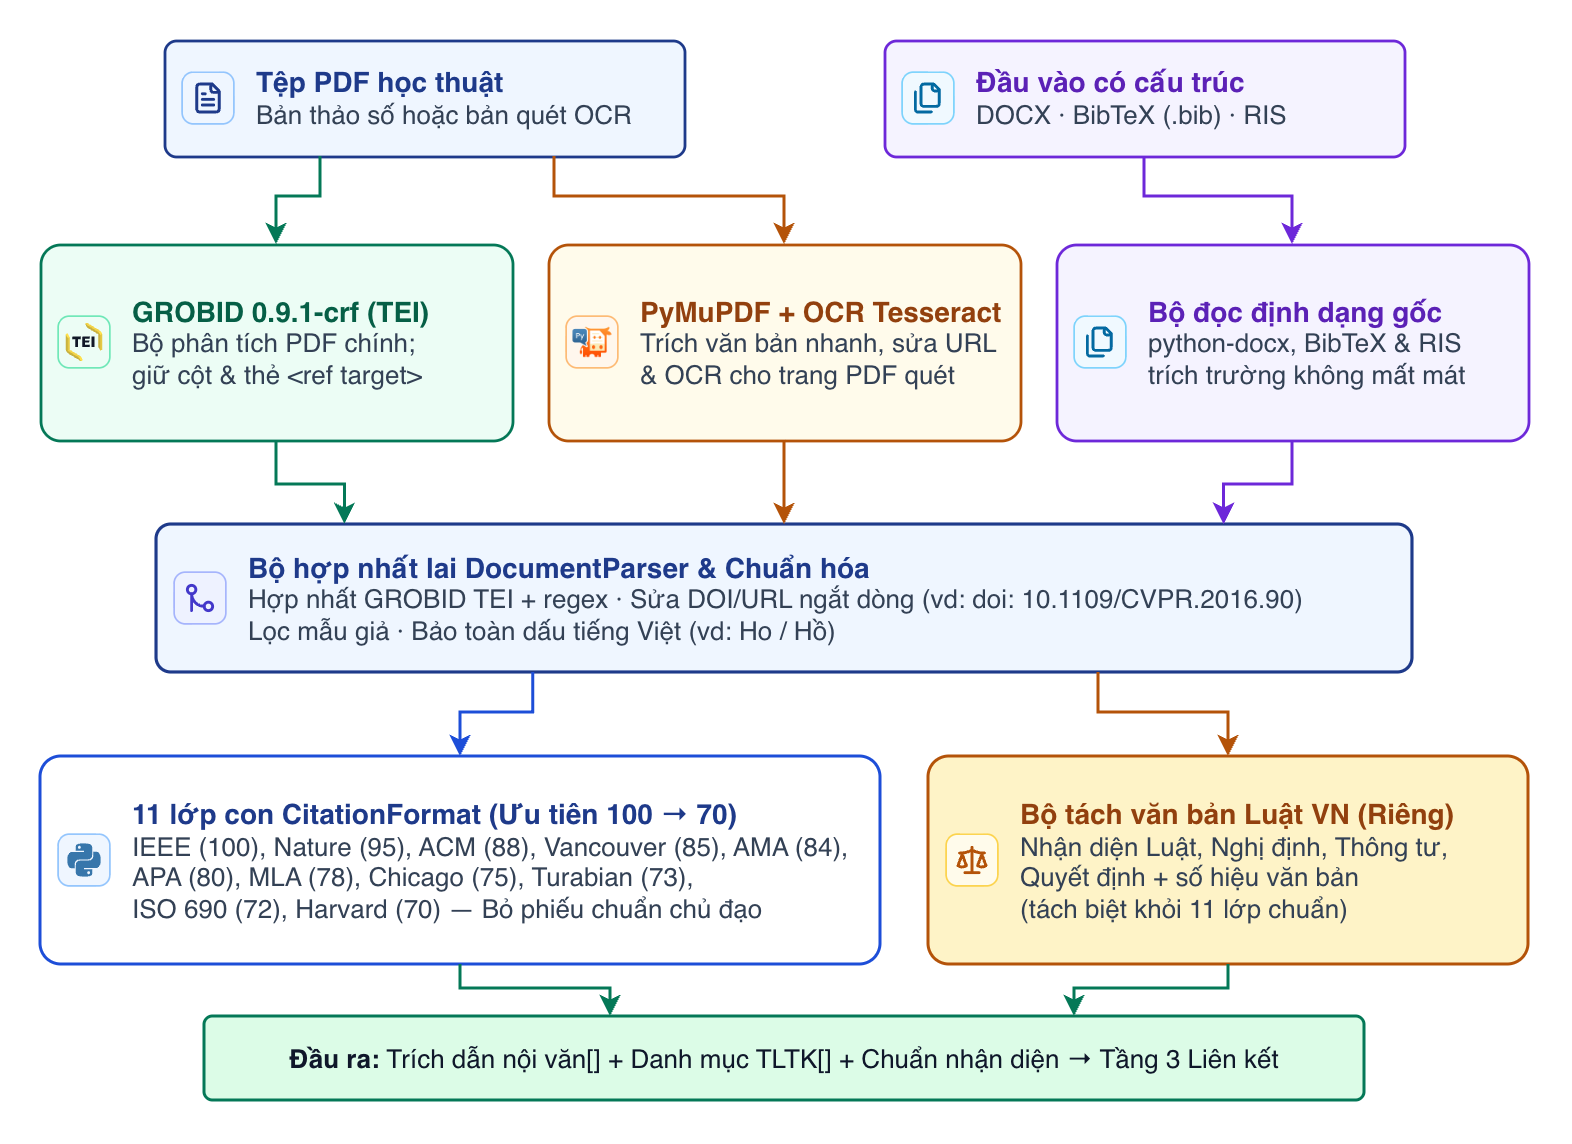 Tệp PDF học thuật
Bản thảo số hoặc bản quét OCR
Đầu vào có cấu trúc
DOCX · BibTeX (.bib) · RIS
TEI
GROBID 0.9.1-crf (TEI)
Bộ phân tích PDF chính;
giữ cột & thẻ <ref target>
Py
PyMuPDF + OCR Tesseract
Trích văn bản nhanh, sửa URL
& OCR cho trang PDF quét
Bộ đọc định dạng gốc
python-docx, BibTeX & RIS
trích trường không mất mát
Bộ hợp nhất lai DocumentParser & Chuẩn hóa
Hợp nhất GROBID TEI + regex · Sửa DOI/URL ngắt dòng (vd: doi: 10.1109/CVPR.2016.90)
Lọc mẫu giả · Bảo toàn dấu tiếng Việt (vd: Ho / Hồ)
11 lớp con CitationFormat (Ưu tiên 100 → 70)
IEEE (100), Nature (95), ACM (88), Vancouver (85), AMA (84),
APA (80), MLA (78), Chicago (75), Turabian (73),
ISO 690 (72), Harvard (70) — Bỏ phiếu chuẩn chủ đạo
Bộ tách văn bản Luật VN (Riêng)
Nhận diện Luật, Nghị định, Thông tư,
Quyết định + số hiệu văn bản
(tách biệt khỏi 11 lớp chuẩn)
Đầu ra: Trích dẫn nội văn[] + Danh mục TLTK[] + Chuẩn nhận diện → Tầng 3 Liên kết